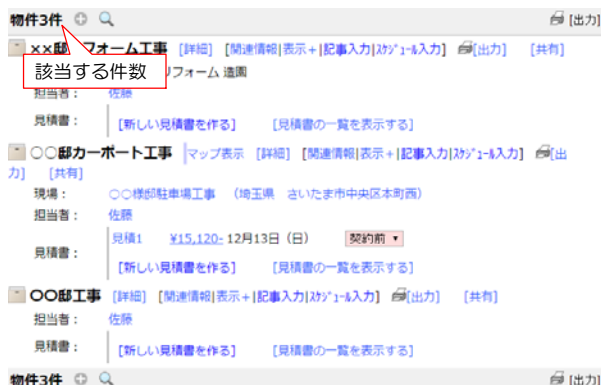 物件3件 [出力]
××邸 フォーム工事 [詳細] [関連情報|表示+|記事入力|ｽｹｼﾞｭｰﾙ入力] [出力] [共有]
該当する件数
リフォーム 造園
担当者： 佐藤
見積書： [新しい見積書を作る] [見積書の一覧を表示する]
〇〇邸カーポート工事 マップ表示 [詳細] [関連情報|表示+|記事入力|ｽｹｼﾞｭｰﾙ入力] [出
力] [共有]
現場： 〇〇様邸駐車場工事 （埼玉県 さいたま市中央区本町西）
担当者： 佐藤
見積書： 見積1 ¥15,120- 12月13日（日） 契約前
[新しい見積書を作る] [見積書の一覧を表示する]
〇〇邸工事 [詳細] [関連情報|表示+|記事入力|ｽｹｼﾞｭｰﾙ入力] [出力] [共有]
担当者： 佐藤
見積書： [新しい見積書を作る] [見積書の一覧を表示する]
物件3件 [出力]